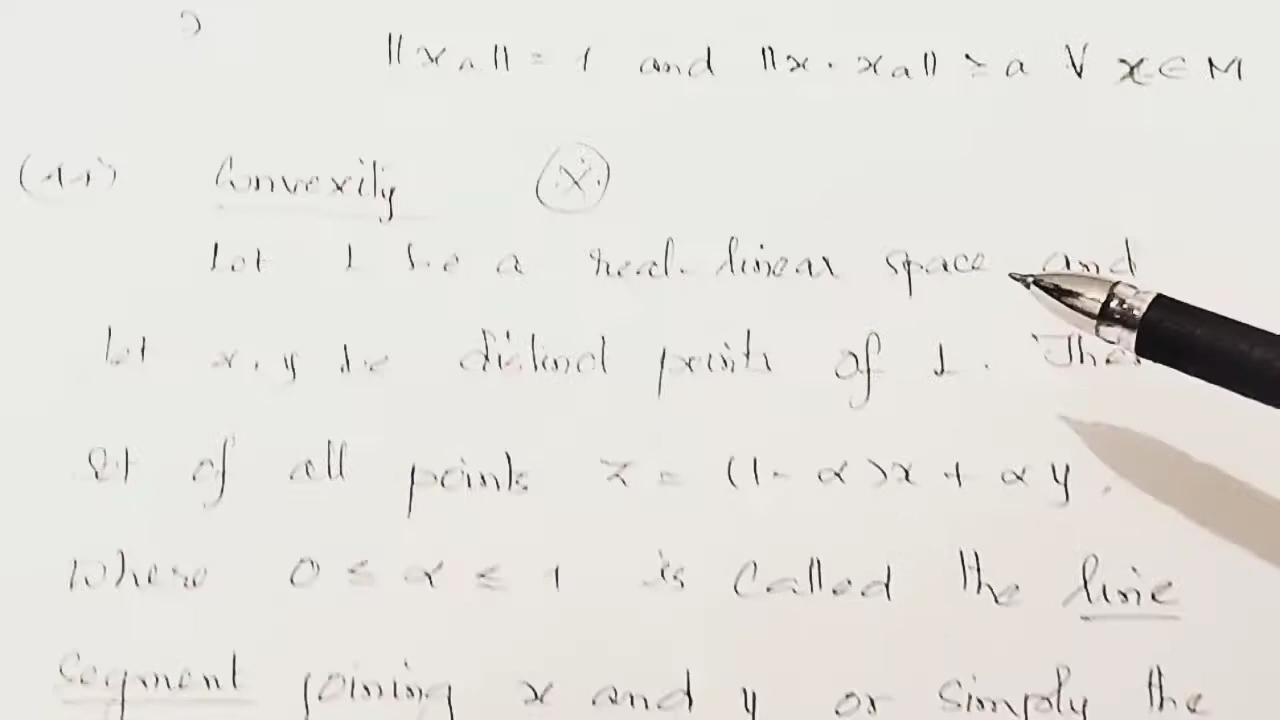 ||xₐ|| = 1 and ||x - xₐ|| ≥ a ∀ x ∈ M
Convexity (X)
Let L be a real linear space and
let x, y be distinct points of L. The
set of all points z = (1 - α)x + αy,
where 0 ≤ α ≤ 1 is called the line
segment joining x and y or simply the